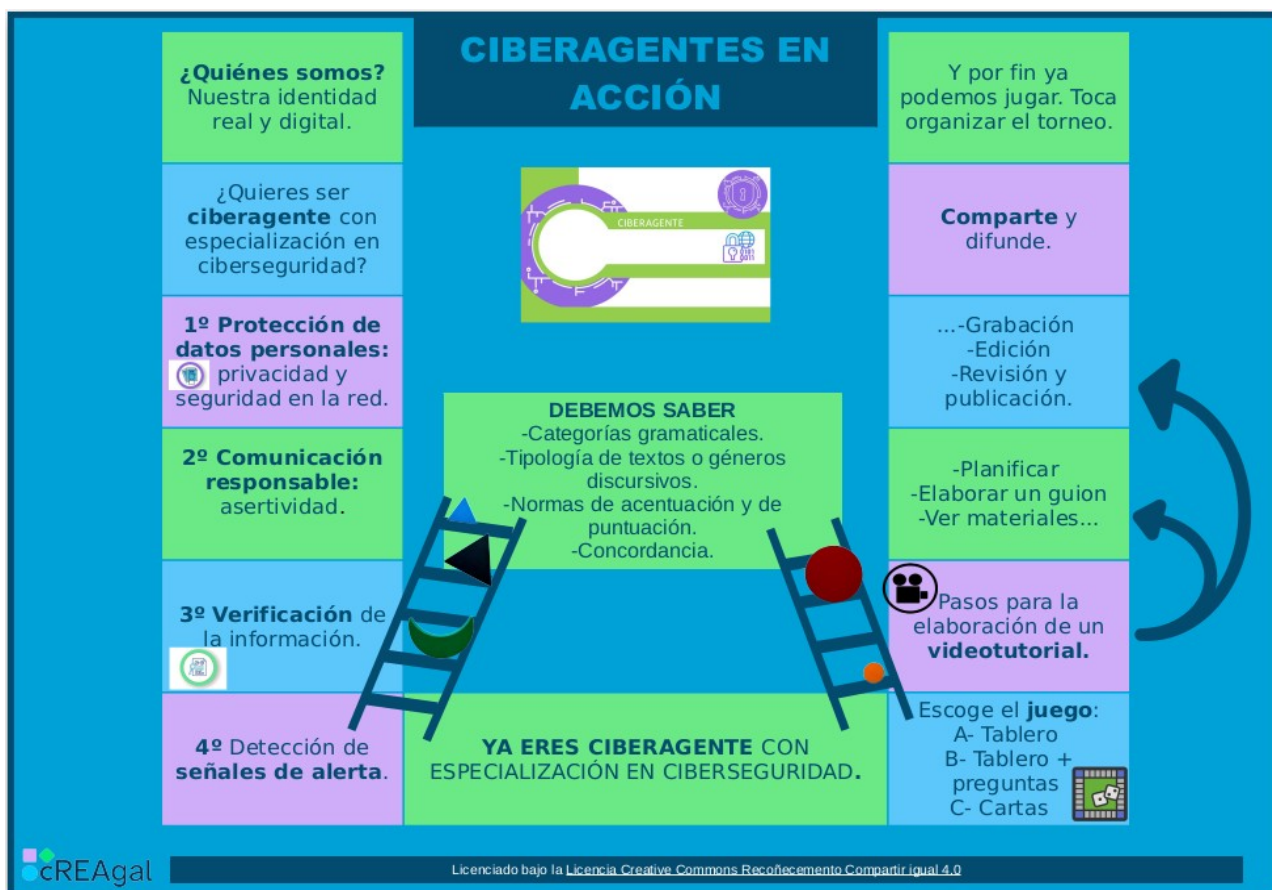 CIBERAGENTES EN
ACCIÓN
¿Quiénes somos?
Nuestra identidad
real y digital.
¿Quieres ser
ciberagente con
especialización en
ciberseguridad?
1º Protección de
datos personales:
privacidad y
seguridad en la red.
2º Comunicación
responsable:
asertividad.
3º Verificación de
la información.
4º Detección de
señales de alerta.
CIBERAGENTE
DEBEMOS SABER
-Categorías gramaticales.
-Tipología de textos o géneros
discursivos.
-Normas de acentuación y de
puntuación.
-Concordancia.
YA ERES CIBERAGENTE CON
ESPECIALIZACIÓN EN CIBERSEGURIDAD.
Escoge el juego:
A- Tablero
B- Tablero +
preguntas
C- Cartas
Pasos para la
elaboración de un
videotutorial.
-Planificar
-Elaborar un guion
-Ver materiales...
...-Grabación
-Edición
-Revisión y
publicación.
Comparte y
difunde.
Y por fin ya
podemos jugar. Toca
organizar el torneo.
cREAgal
Licenciado bajo la Licencia Creative Commons Recoñecemento Compartir igual 4.0